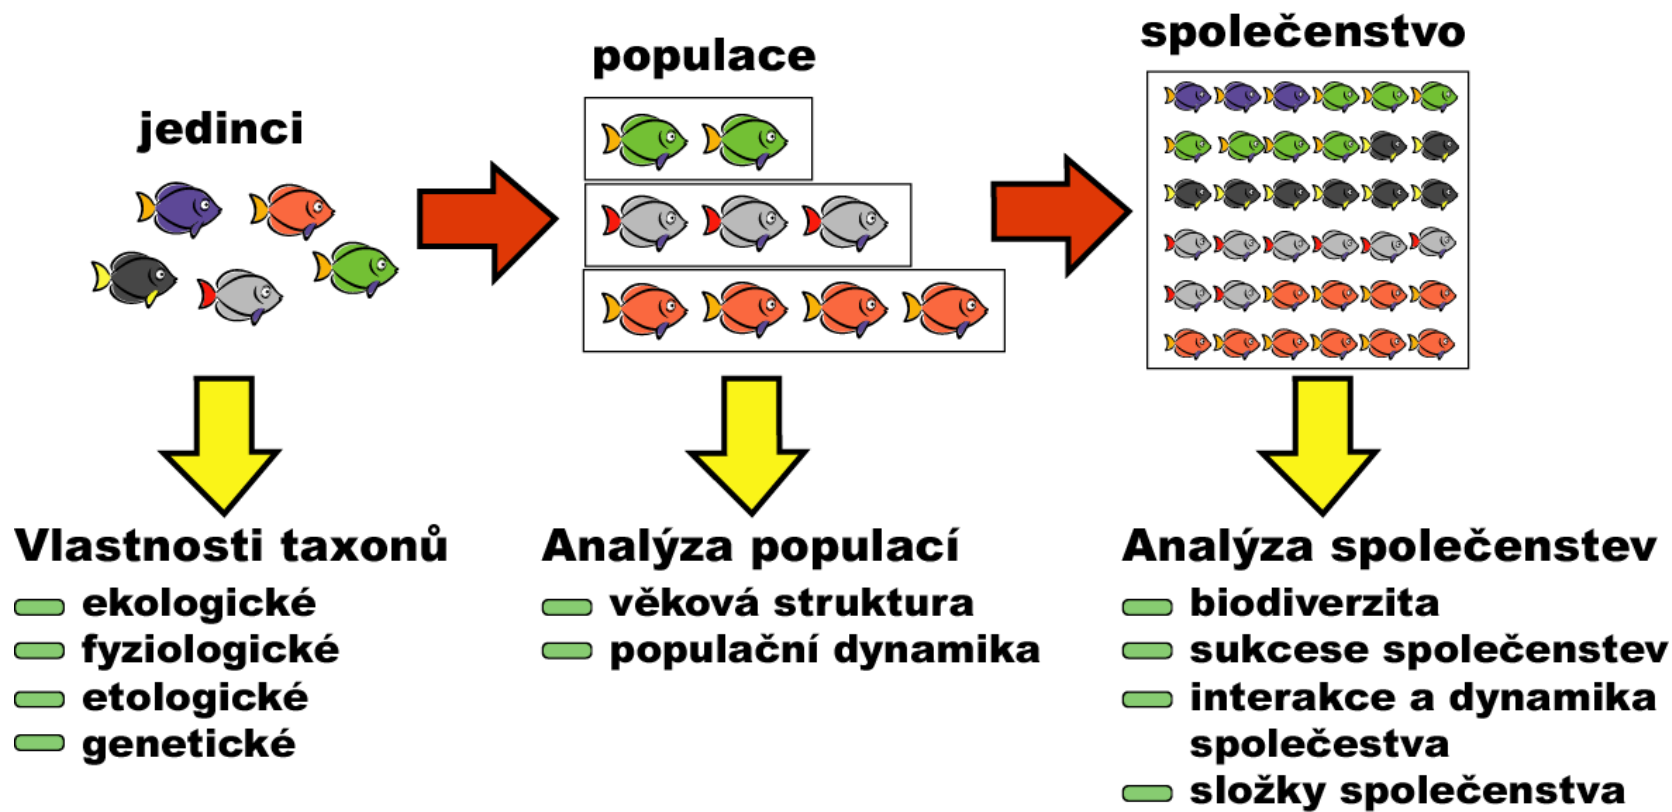 jedinci
populace
společenstvo
Vlastnosti taxonů
ekologické
fyziologické
etologické
genetické
Analýza populací
věková struktura
populační dynamika
Analýza společenstev
biodiverzita
sukcese společenstev
interakce a dynamika
společestva
složky společenstva